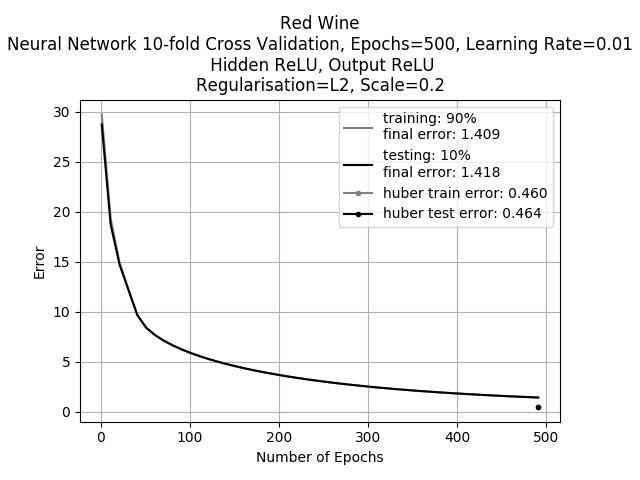 Red Wine
Neural Network 10-fold Cross Validation, Epochs=500, Learning Rate=0.01
Hidden ReLU, Output ReLU
Regularisation=L2, Scale=0.2
training: 90%
final error: 1.409
testing: 10%
final error: 1.418
huber train error: 0.460
huber test error: 0.464
30
25
20
15
10
5
0
Error
0 100 200 300 400 500
Number of Epochs